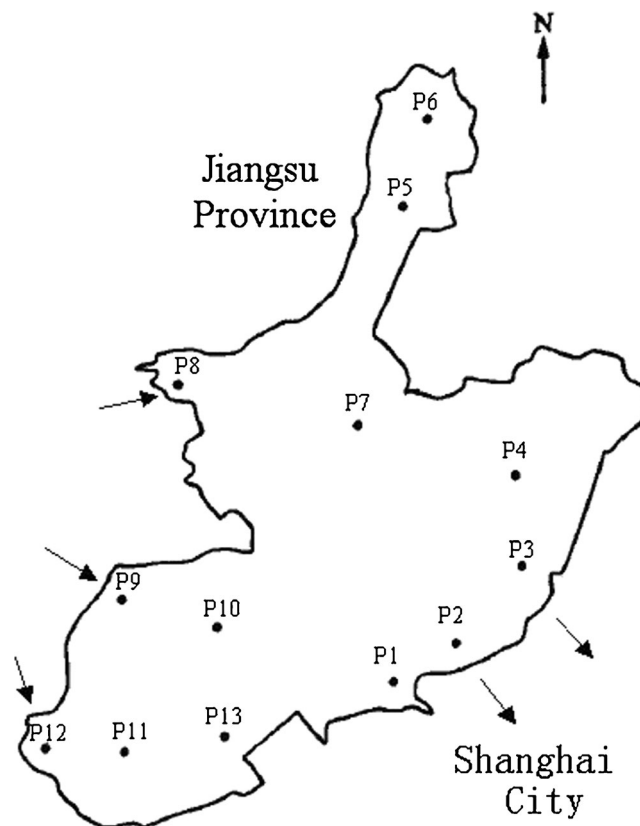 N
P6
Jiangsu
Province
P5
P8
P7
P4
P3
P9
P10
P2
P1
P12
P11
P13
Shanghai
City